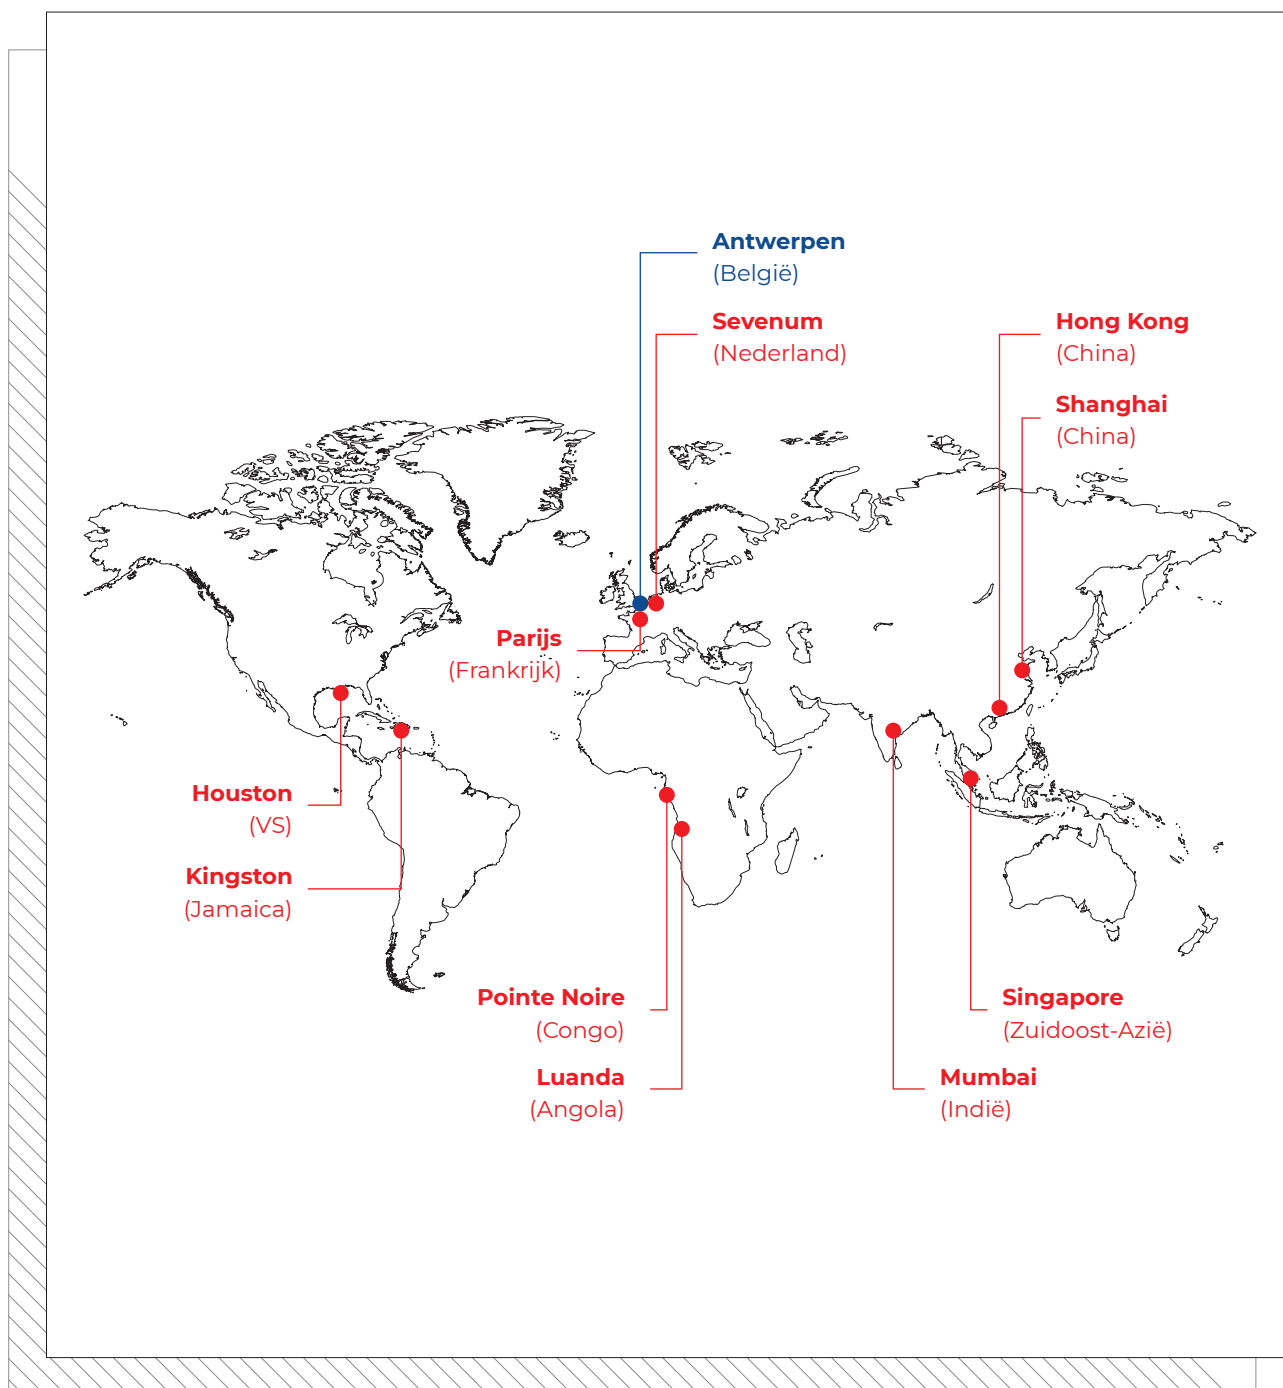 Antwerpen
(België)
Sevenum
(Nederland)
Hong Kong
(China)
Shanghai
(China)
Parijs
(Frankrijk)
Houston
(VS)
Kingston
(Jamaica)
Pointe Noire
(Congo)
Luanda
(Angola)
Singapore
(Zuidoost-Azië)
Mumbai
(Indië)